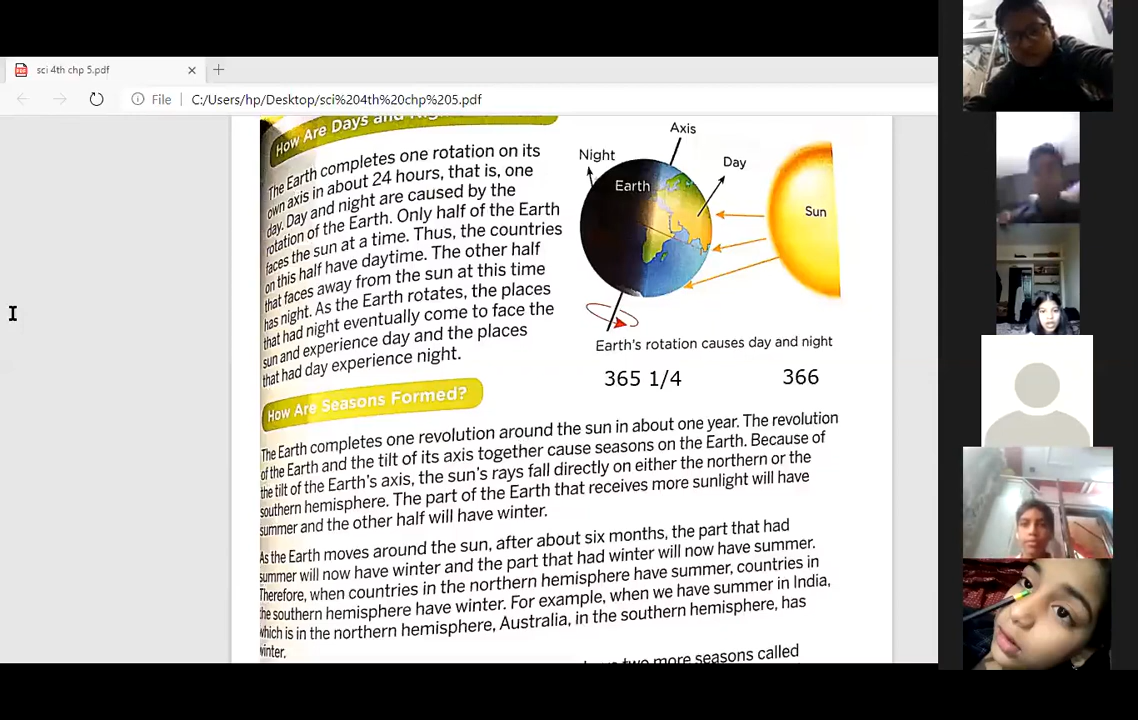 sci 4th chp 5.pdf
File
C:/Users/hp/Desktop/sci%204th%20chp%205.pdf
How Are Days and
The Earth completes one rotation on its
own axis in about 24 hours, that is, one
day. Day and night are caused by the
rotation of the Earth. Only half of the Earth
faces the sun at a time. Thus, the countries
on this half have daytime. The other half
that faces away from the sun at this time
has night. As the Earth rotates, the places
that had night eventually come to face the
sun and experience day and the places
that had day experience night.
Axis
Night
Day
Earth
Sun
Earth's rotation causes day and night
365 1/4
366
How Are Seasons Formed?
The Earth completes one revolution around the sun in about one year. The revolution
of the Earth and the tilt of its axis together cause seasons on the Earth. Because of
the tilt of the Earth's axis, the sun's rays fall directly on either the northern or the
southern hemisphere. The part of the Earth that receives more sunlight will have
summer and the other half will have winter.
As the Earth moves around the sun, after about six months, the part that had
summer will now have winter and the part that had winter will now have summer.
Therefore, when countries in the northern hemisphere have summer, countries in
the southern hemisphere have winter. For example, when we have summer in India,
which is in the northern hemisphere, Australia, in the southern hemisphere, has
winter.
two more seasons called